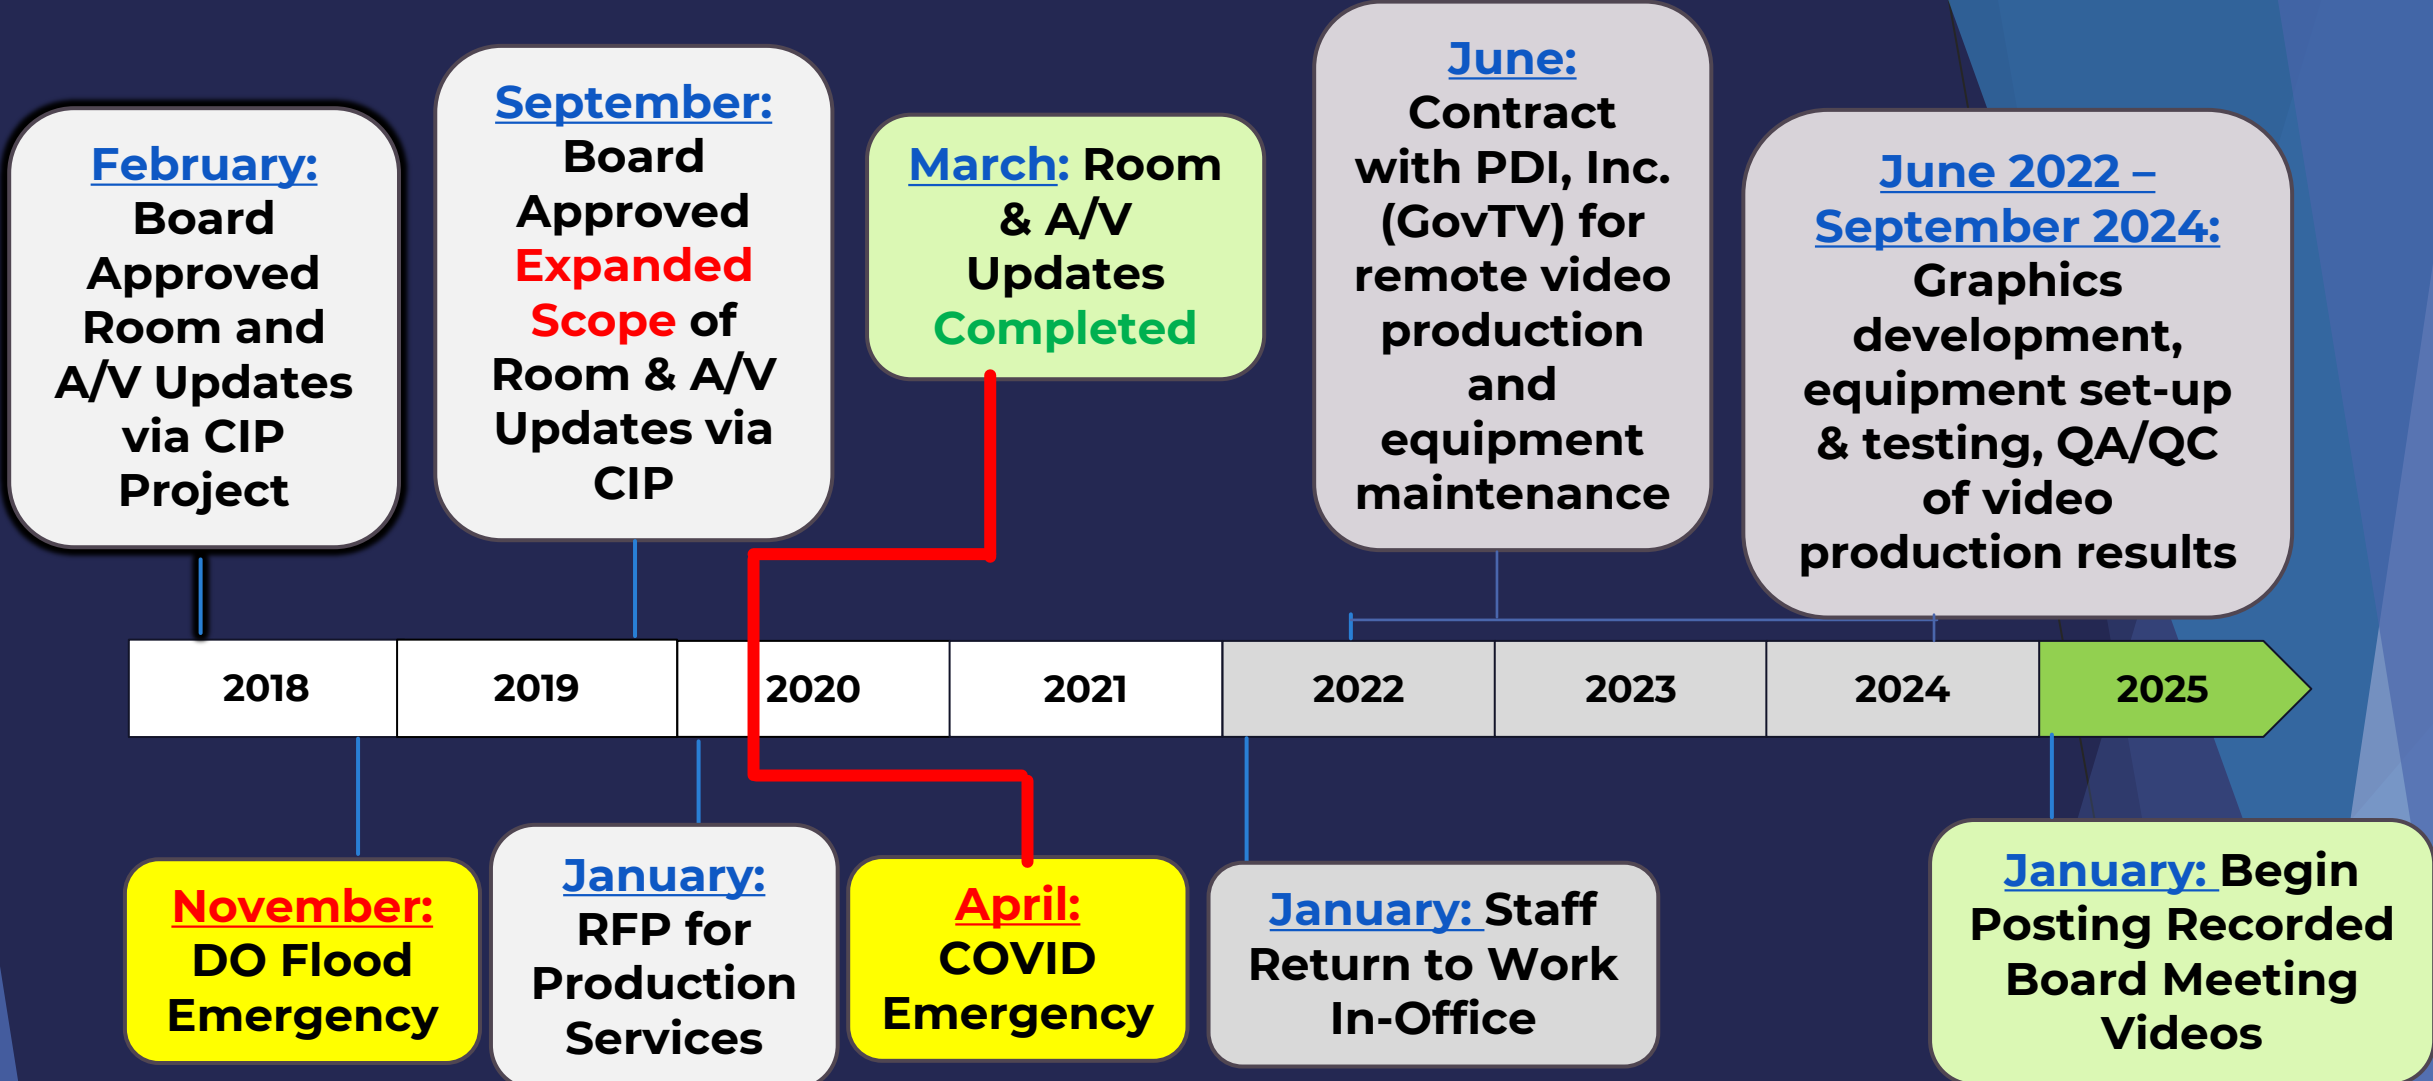 February:
Board
Approved
Room and
A/V Updates
via CIP
Project
September:
Board
Approved
Expanded
Scope of
Room & A/V
Updates via
CIP
March: Room
& A/V
Updates
Completed
June:
Contract
with PDI, Inc.
(GovTV) for
remote video
production
and
equipment
maintenance
June 2022 –
September 2024:
Graphics
development,
equipment set-up
& testing, QA/QC
of video
production results
2018 2019 2020 2021 2022 2023 2024 2025
November:
DO Flood
Emergency
January:
RFP for
Production
Services
April:
COVID
Emergency
January: Staff
Return to Work
In-Office
January: Begin
Posting Recorded
Board Meeting
Videos